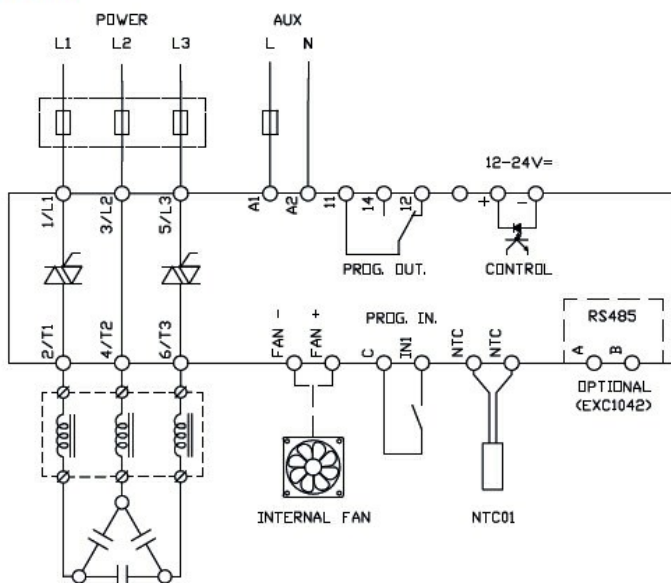 POWER AUX
L1 L2 L3 L N
12-24V=
1/L1 3/L2 5/L3 A1 A2 11 14 12 + -
PROG. OUT. CONTROL
2/T1 4/T2 6/T3 FAN - FAN + PROG. IN. C IN1 NTC NTC RS485 A B
OPTIONAL
(EXC1042)
INTERNAL FAN NTC01